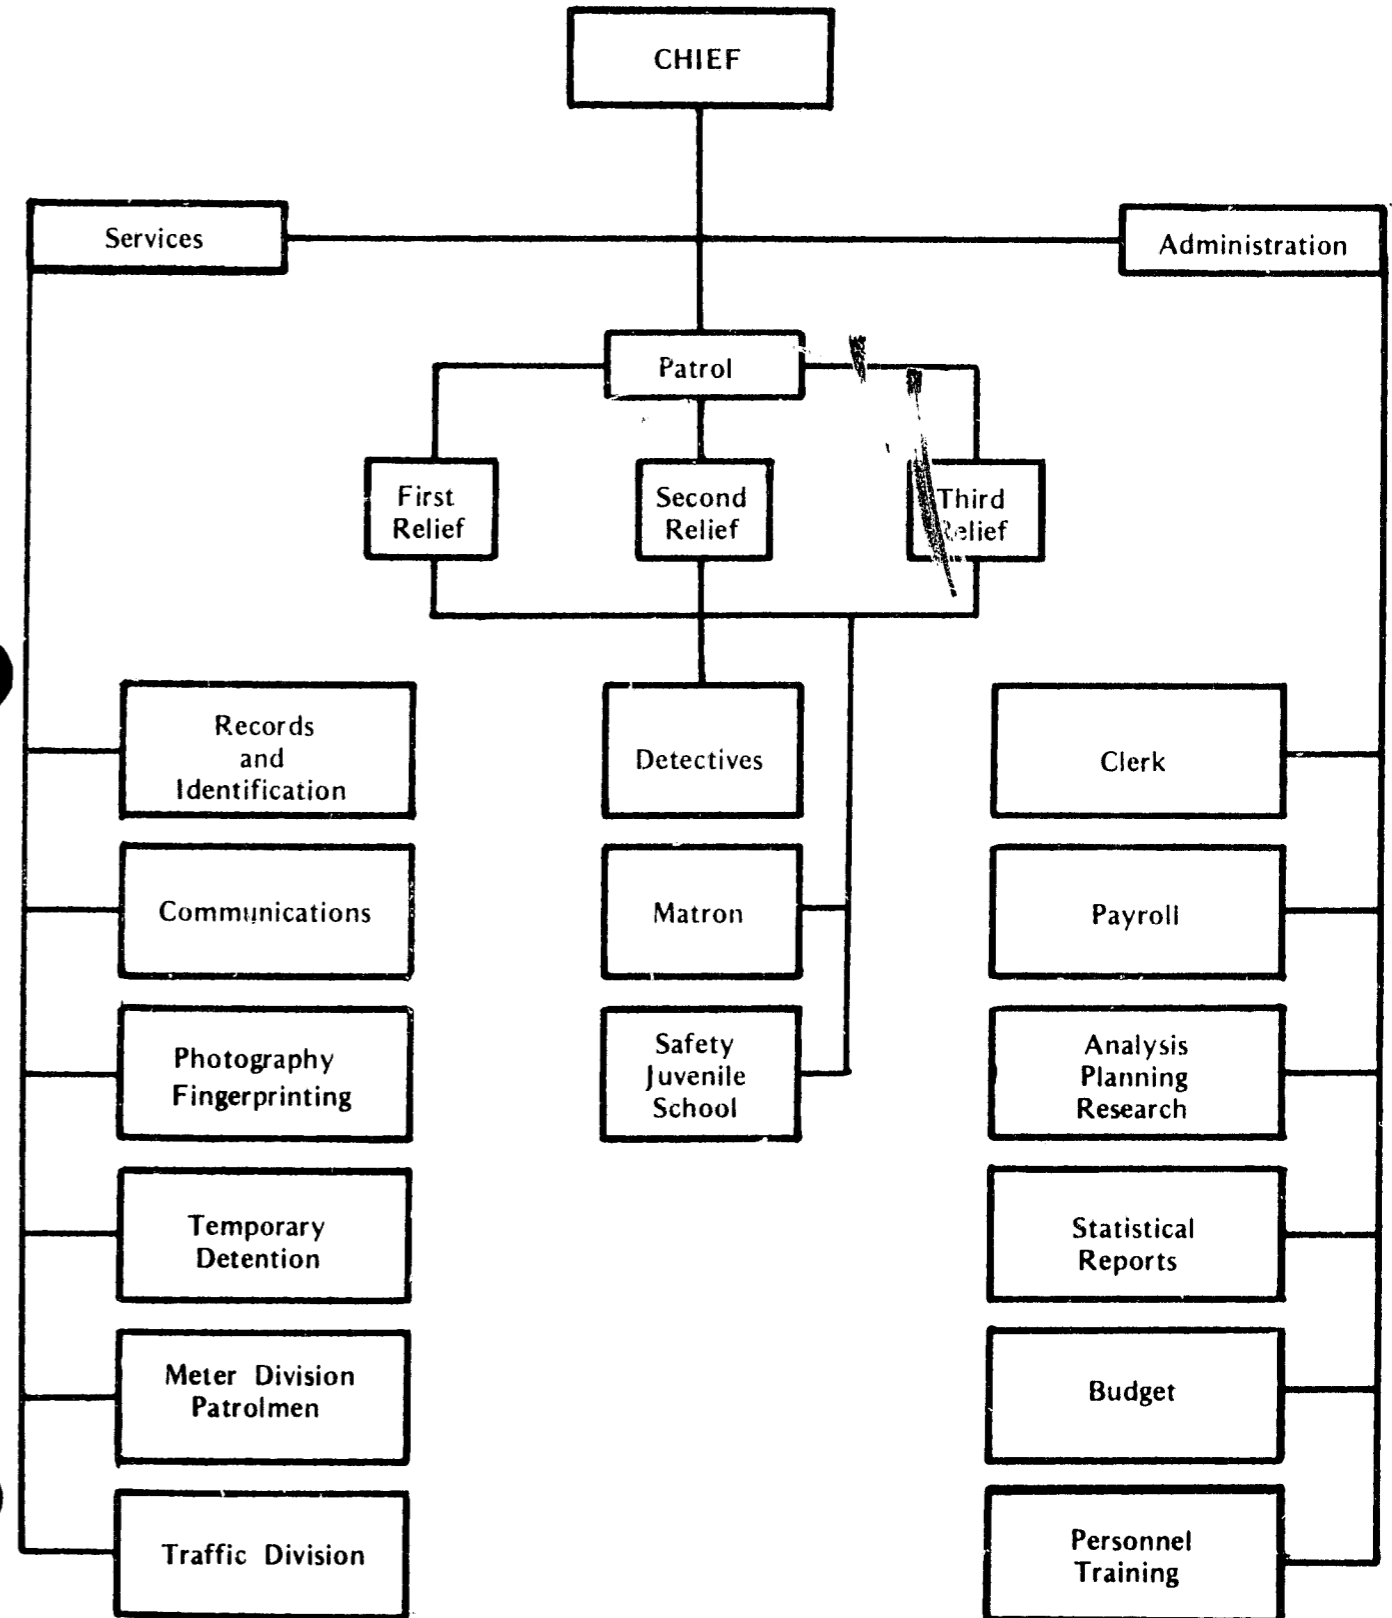 CHIEF
Services
Administration
Patrol
First
Relief
Second
Relief
Third
Relief
Records
and
Identification
Detectives
Clerk
Communications
Matron
Payroll
Photography
Fingerprinting
Safety
Juvenile
School
Analysis
Planning
Research
Temporary
Detention
Statistical
Reports
Meter Division
Patrolmen
Budget
Traffic Division
Personnel
Training